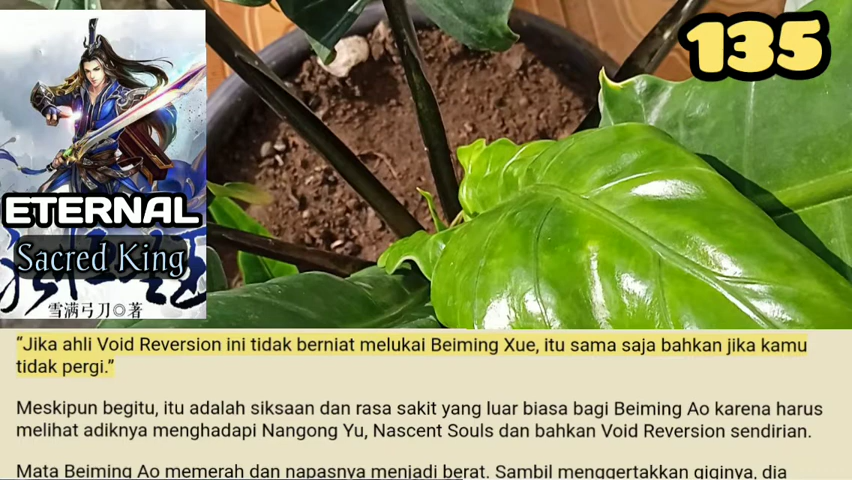 135
ETERNAL
Sacred King
雪满弓刀◎著
“Jika ahli Void Reversion ini tidak berniat melukai Beiming Xue, itu sama saja bahkan jika kamu
tidak pergi.”
Meskipun begitu, itu adalah siksaan dan rasa sakit yang luar biasa bagi Beiming Ao karena harus
melihat adiknya menghadapi Nangong Yu, Nascent Souls dan bahkan Void Reversion sendirian.
Mata Beiming Ao memerah dan napasnya menjadi berat. Sambil menggertakkan giginya, dia